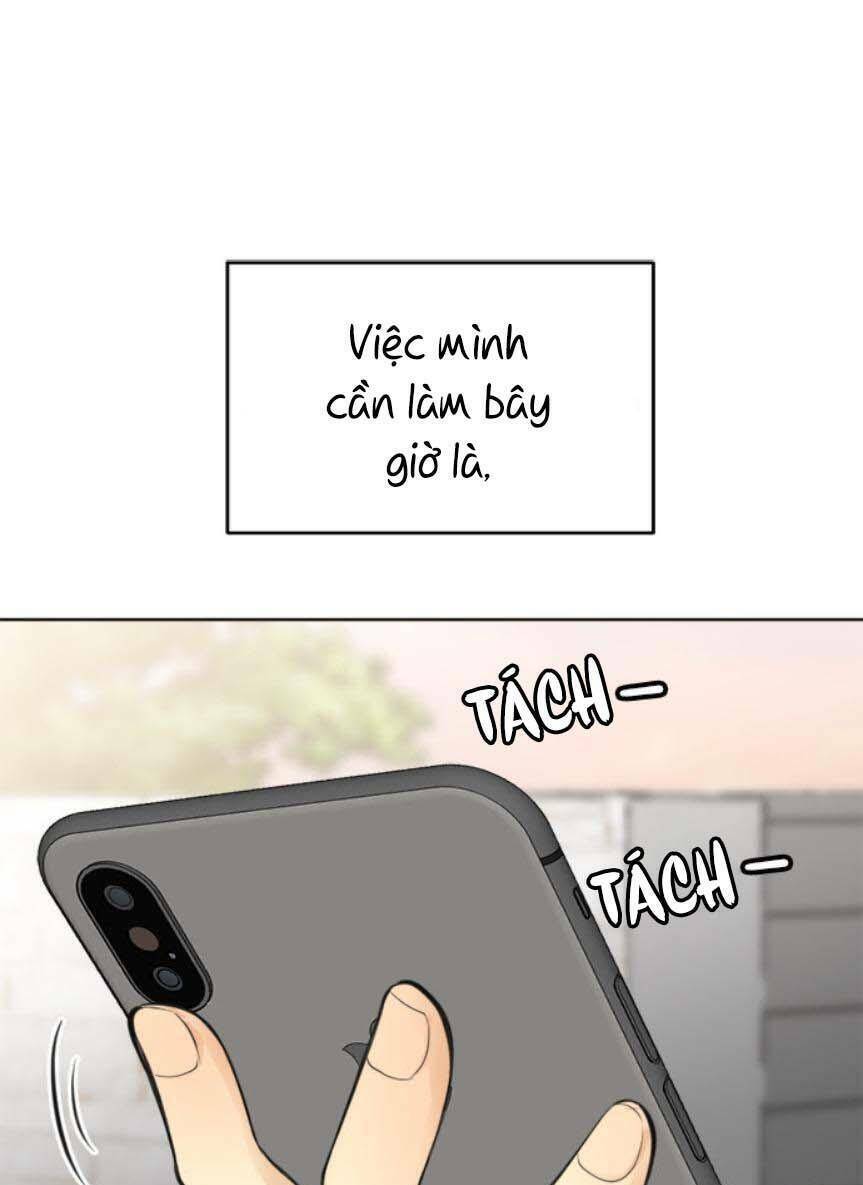 Việc mình
cần làm bây
giờ là,
TÁCH-
TÁCH-